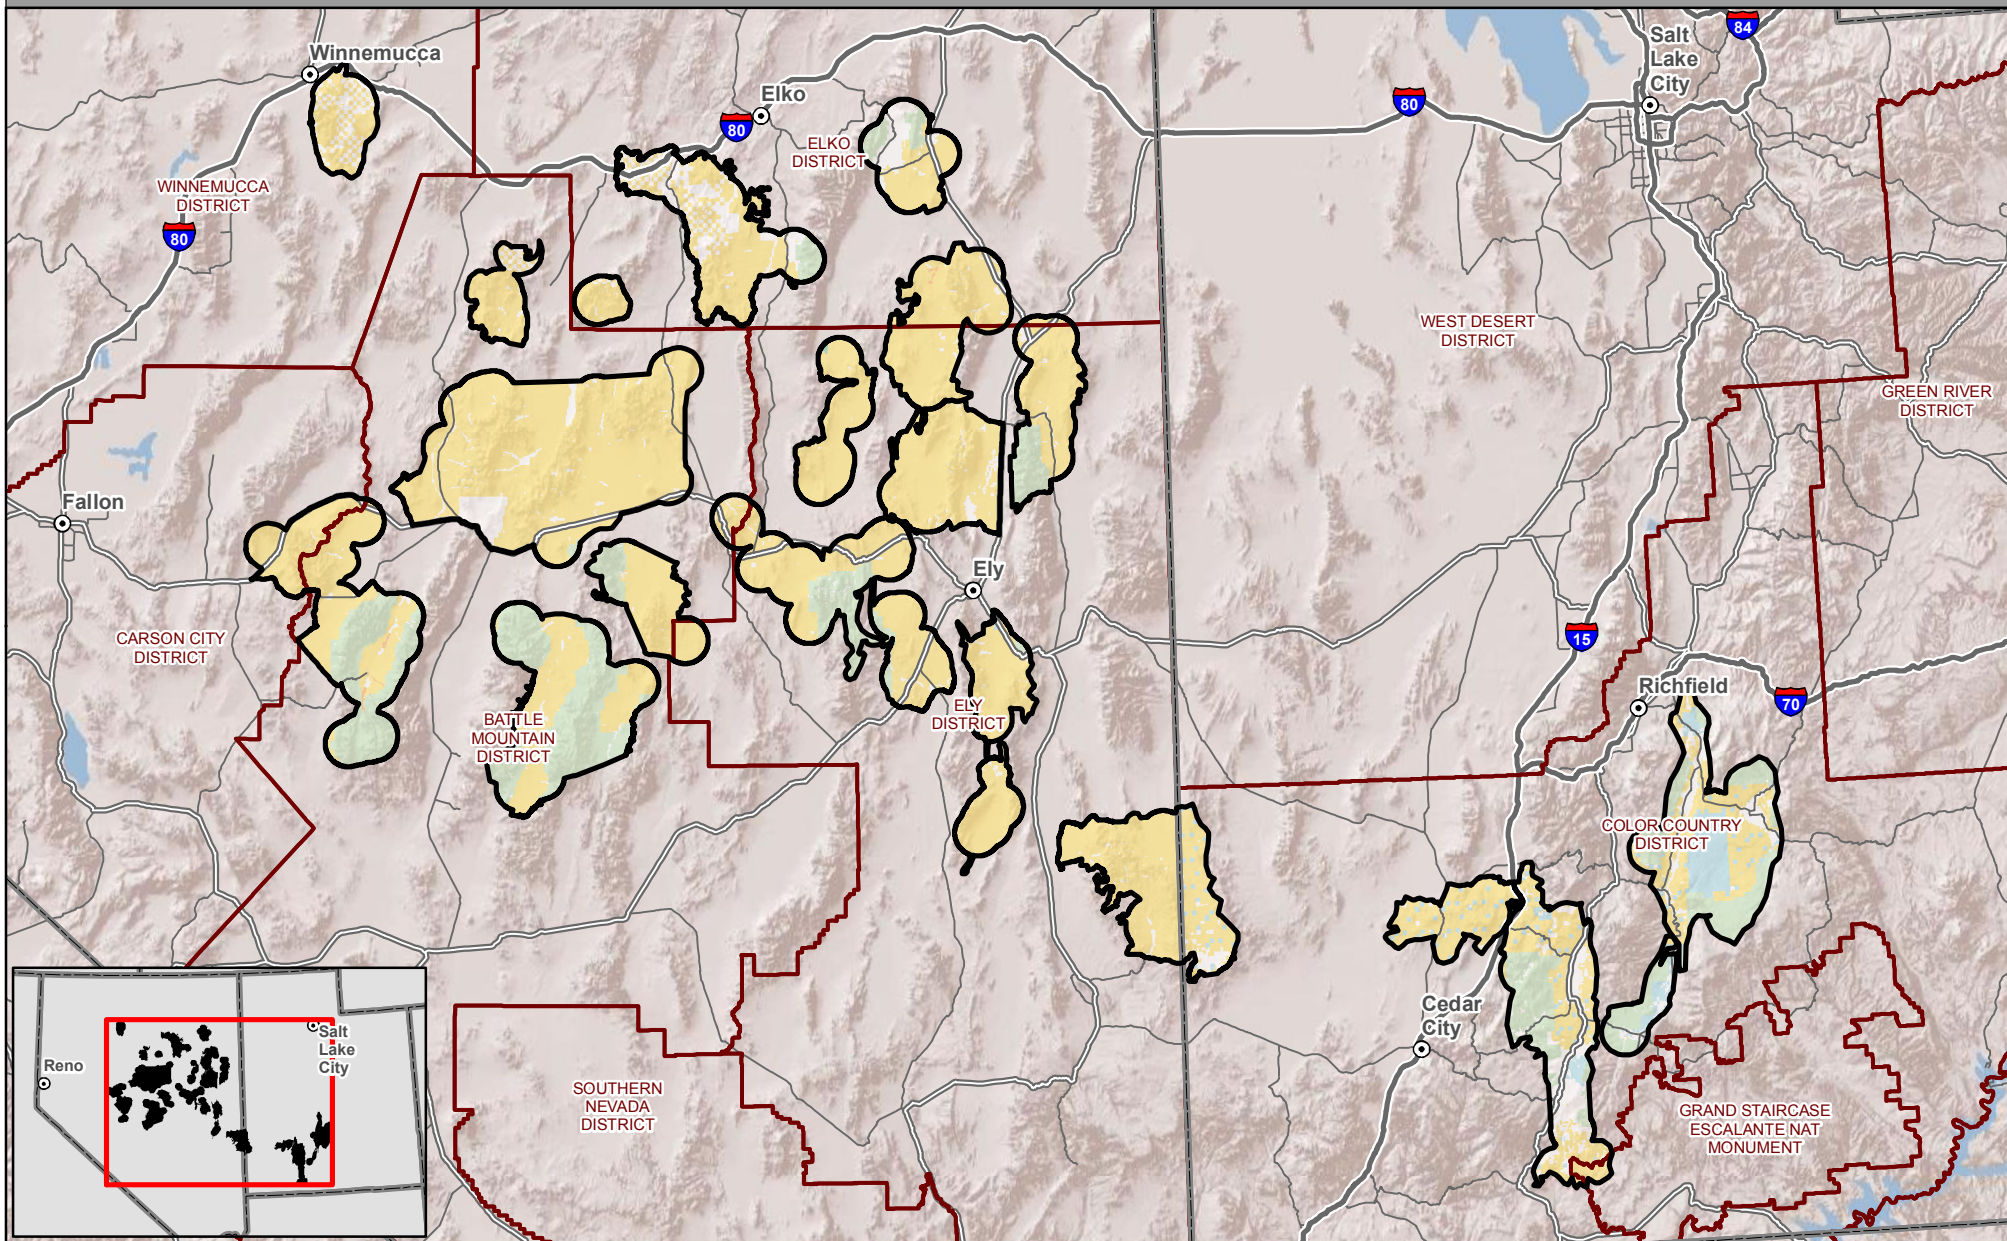 84
Salt
Lake
City
Winnemucca
Elko
80
80
ELKO
DISTRICT
WINNEMUCCA
DISTRICT
80
WEST DESERT
DISTRICT
GREEN RIVER
DISTRICT
Fallon
Ely
15
CARSON CITY
DISTRICT
Richfield
70
ELY
DISTRICT
BATTLE
MOUNTAIN
DISTRICT
COLOR COUNTRY
DISTRICT
Cedar
City
Salt
Lake
City
Reno
SOUTHERN
NEVADA
DISTRICT
GRAND STAIRCASE
ESCALANTE NAT
MONUMENT